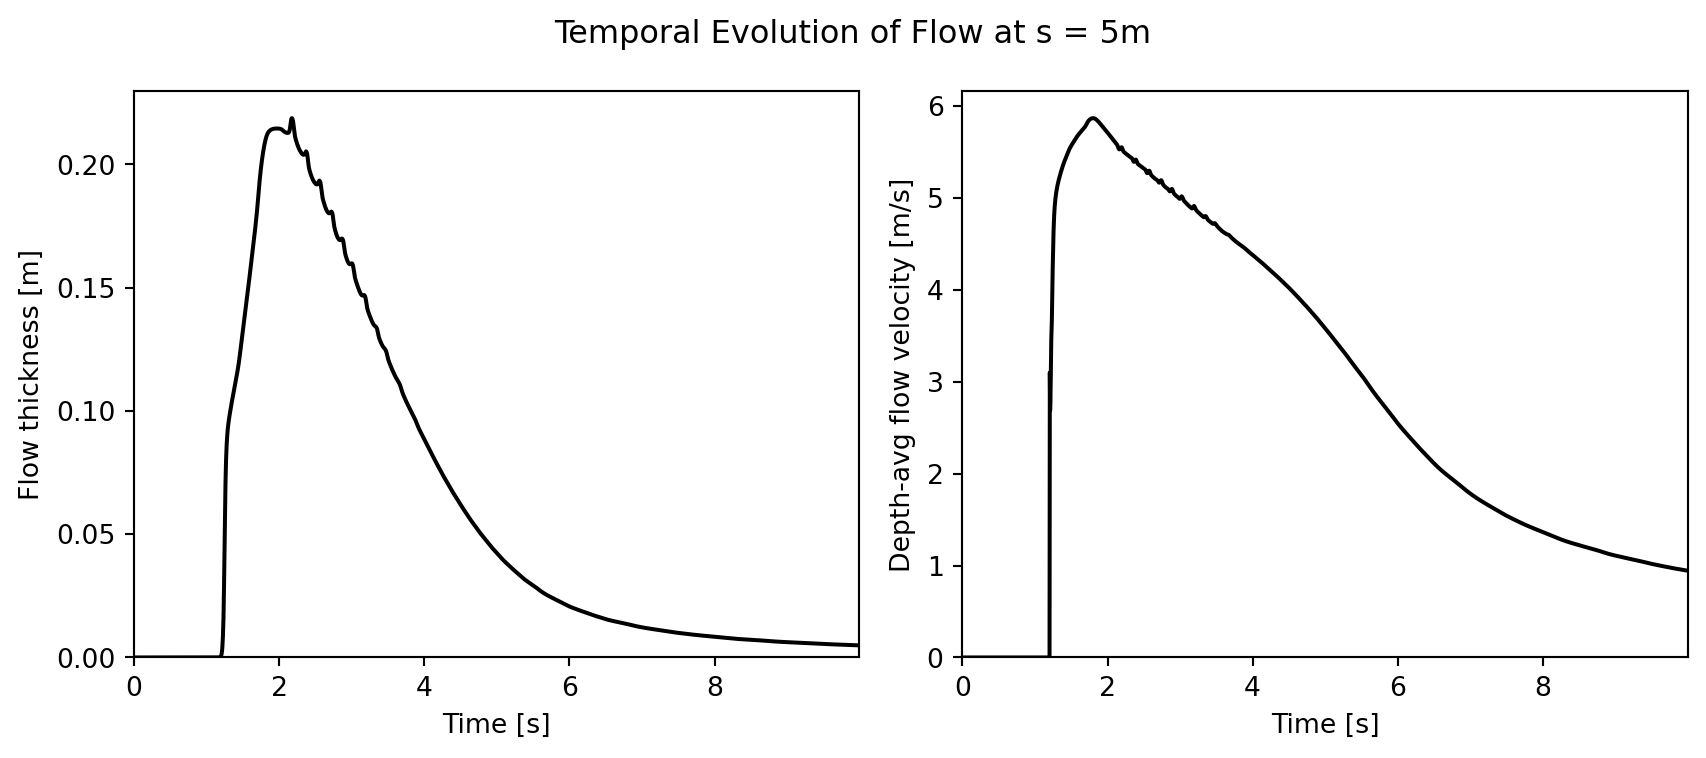 Temporal Evolution of Flow at s = 5m
Flow thickness [m]
0.20
0.15
0.10
0.05
0.00
0 2 4 6 8
Time [s]
Depth-avg flow velocity [m/s]
6
5
4
3
2
1
0
0 2 4 6 8
Time [s]